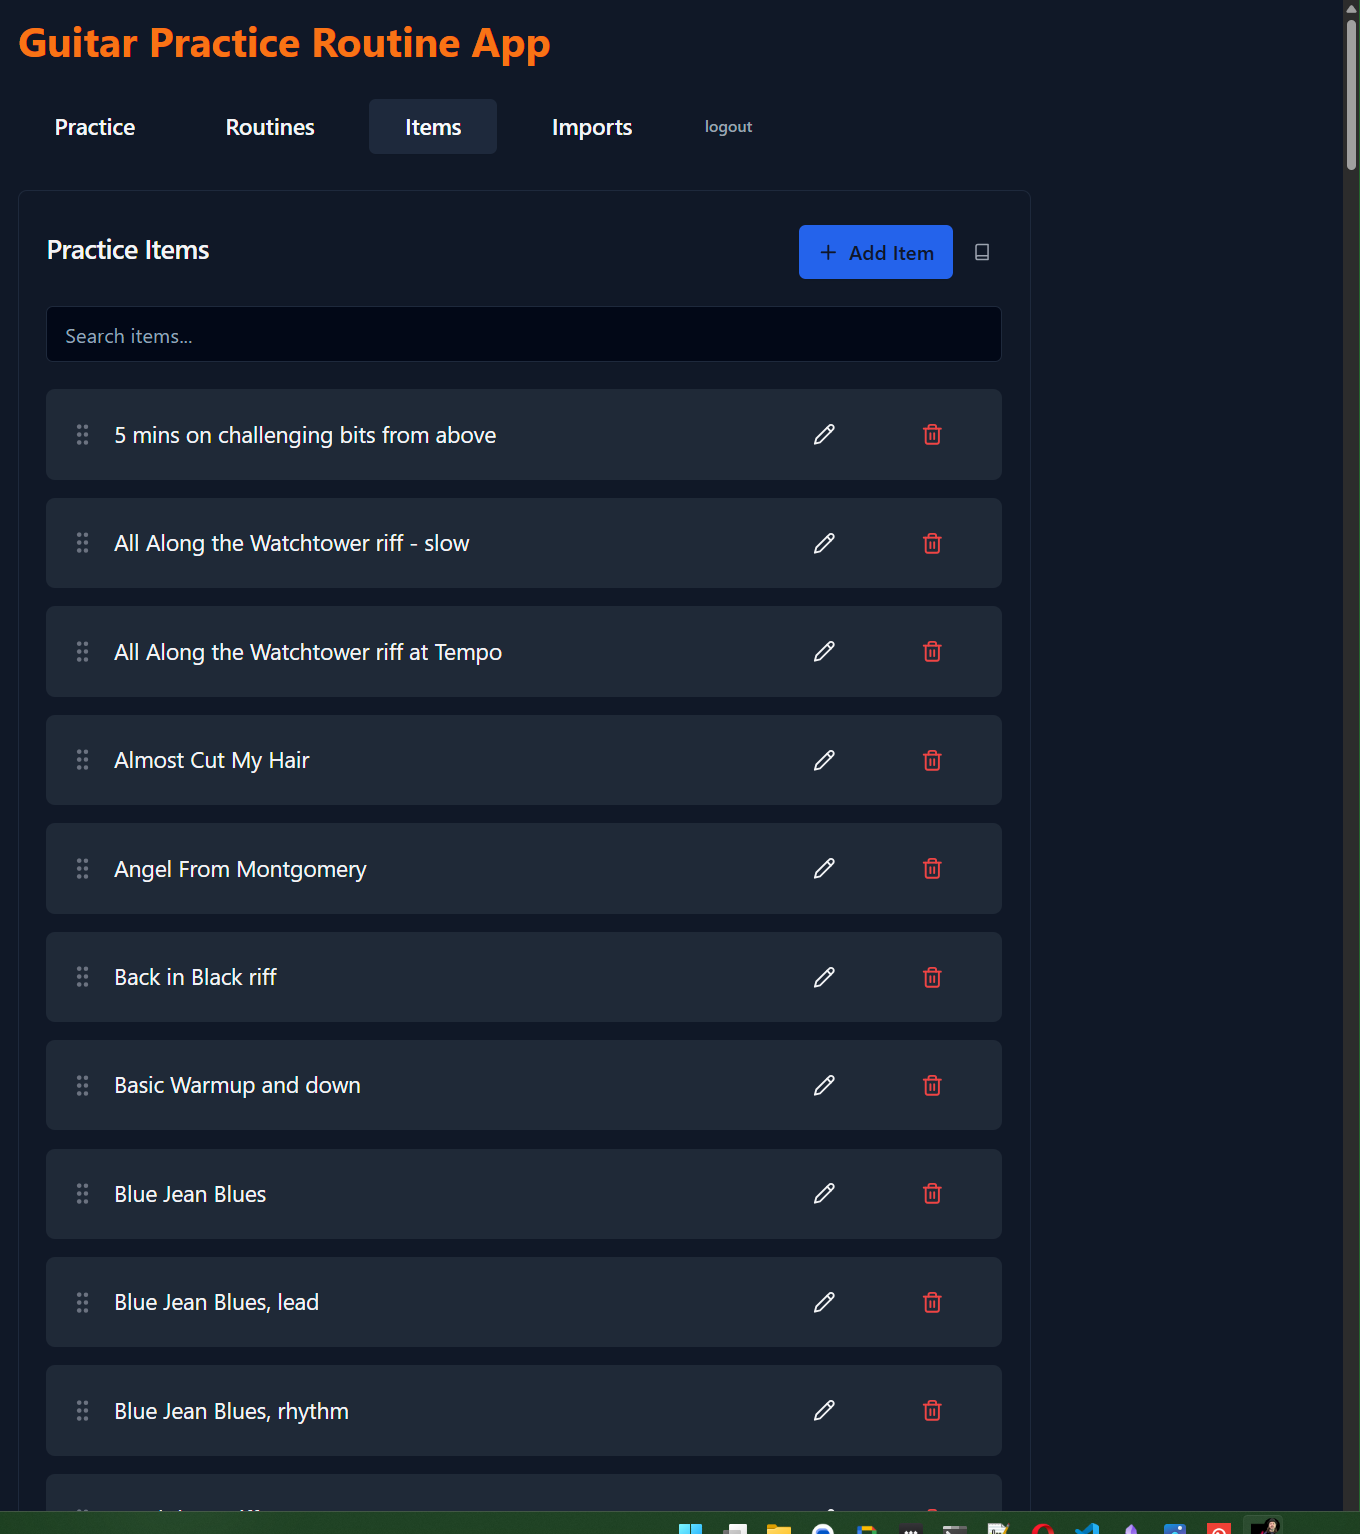 Guitar Practice Routine App
Practice Routines Items Imports logout
Practice Items
Add Item
Search items...
5 mins on challenging bits from above
All Along the Watchtower riff - slow
All Along the Watchtower riff at Tempo
Almost Cut My Hair
Angel From Montgomery
Back in Black riff
Basic Warmup and down
Blue Jean Blues
Blue Jean Blues, lead
Blue Jean Blues, rhythm